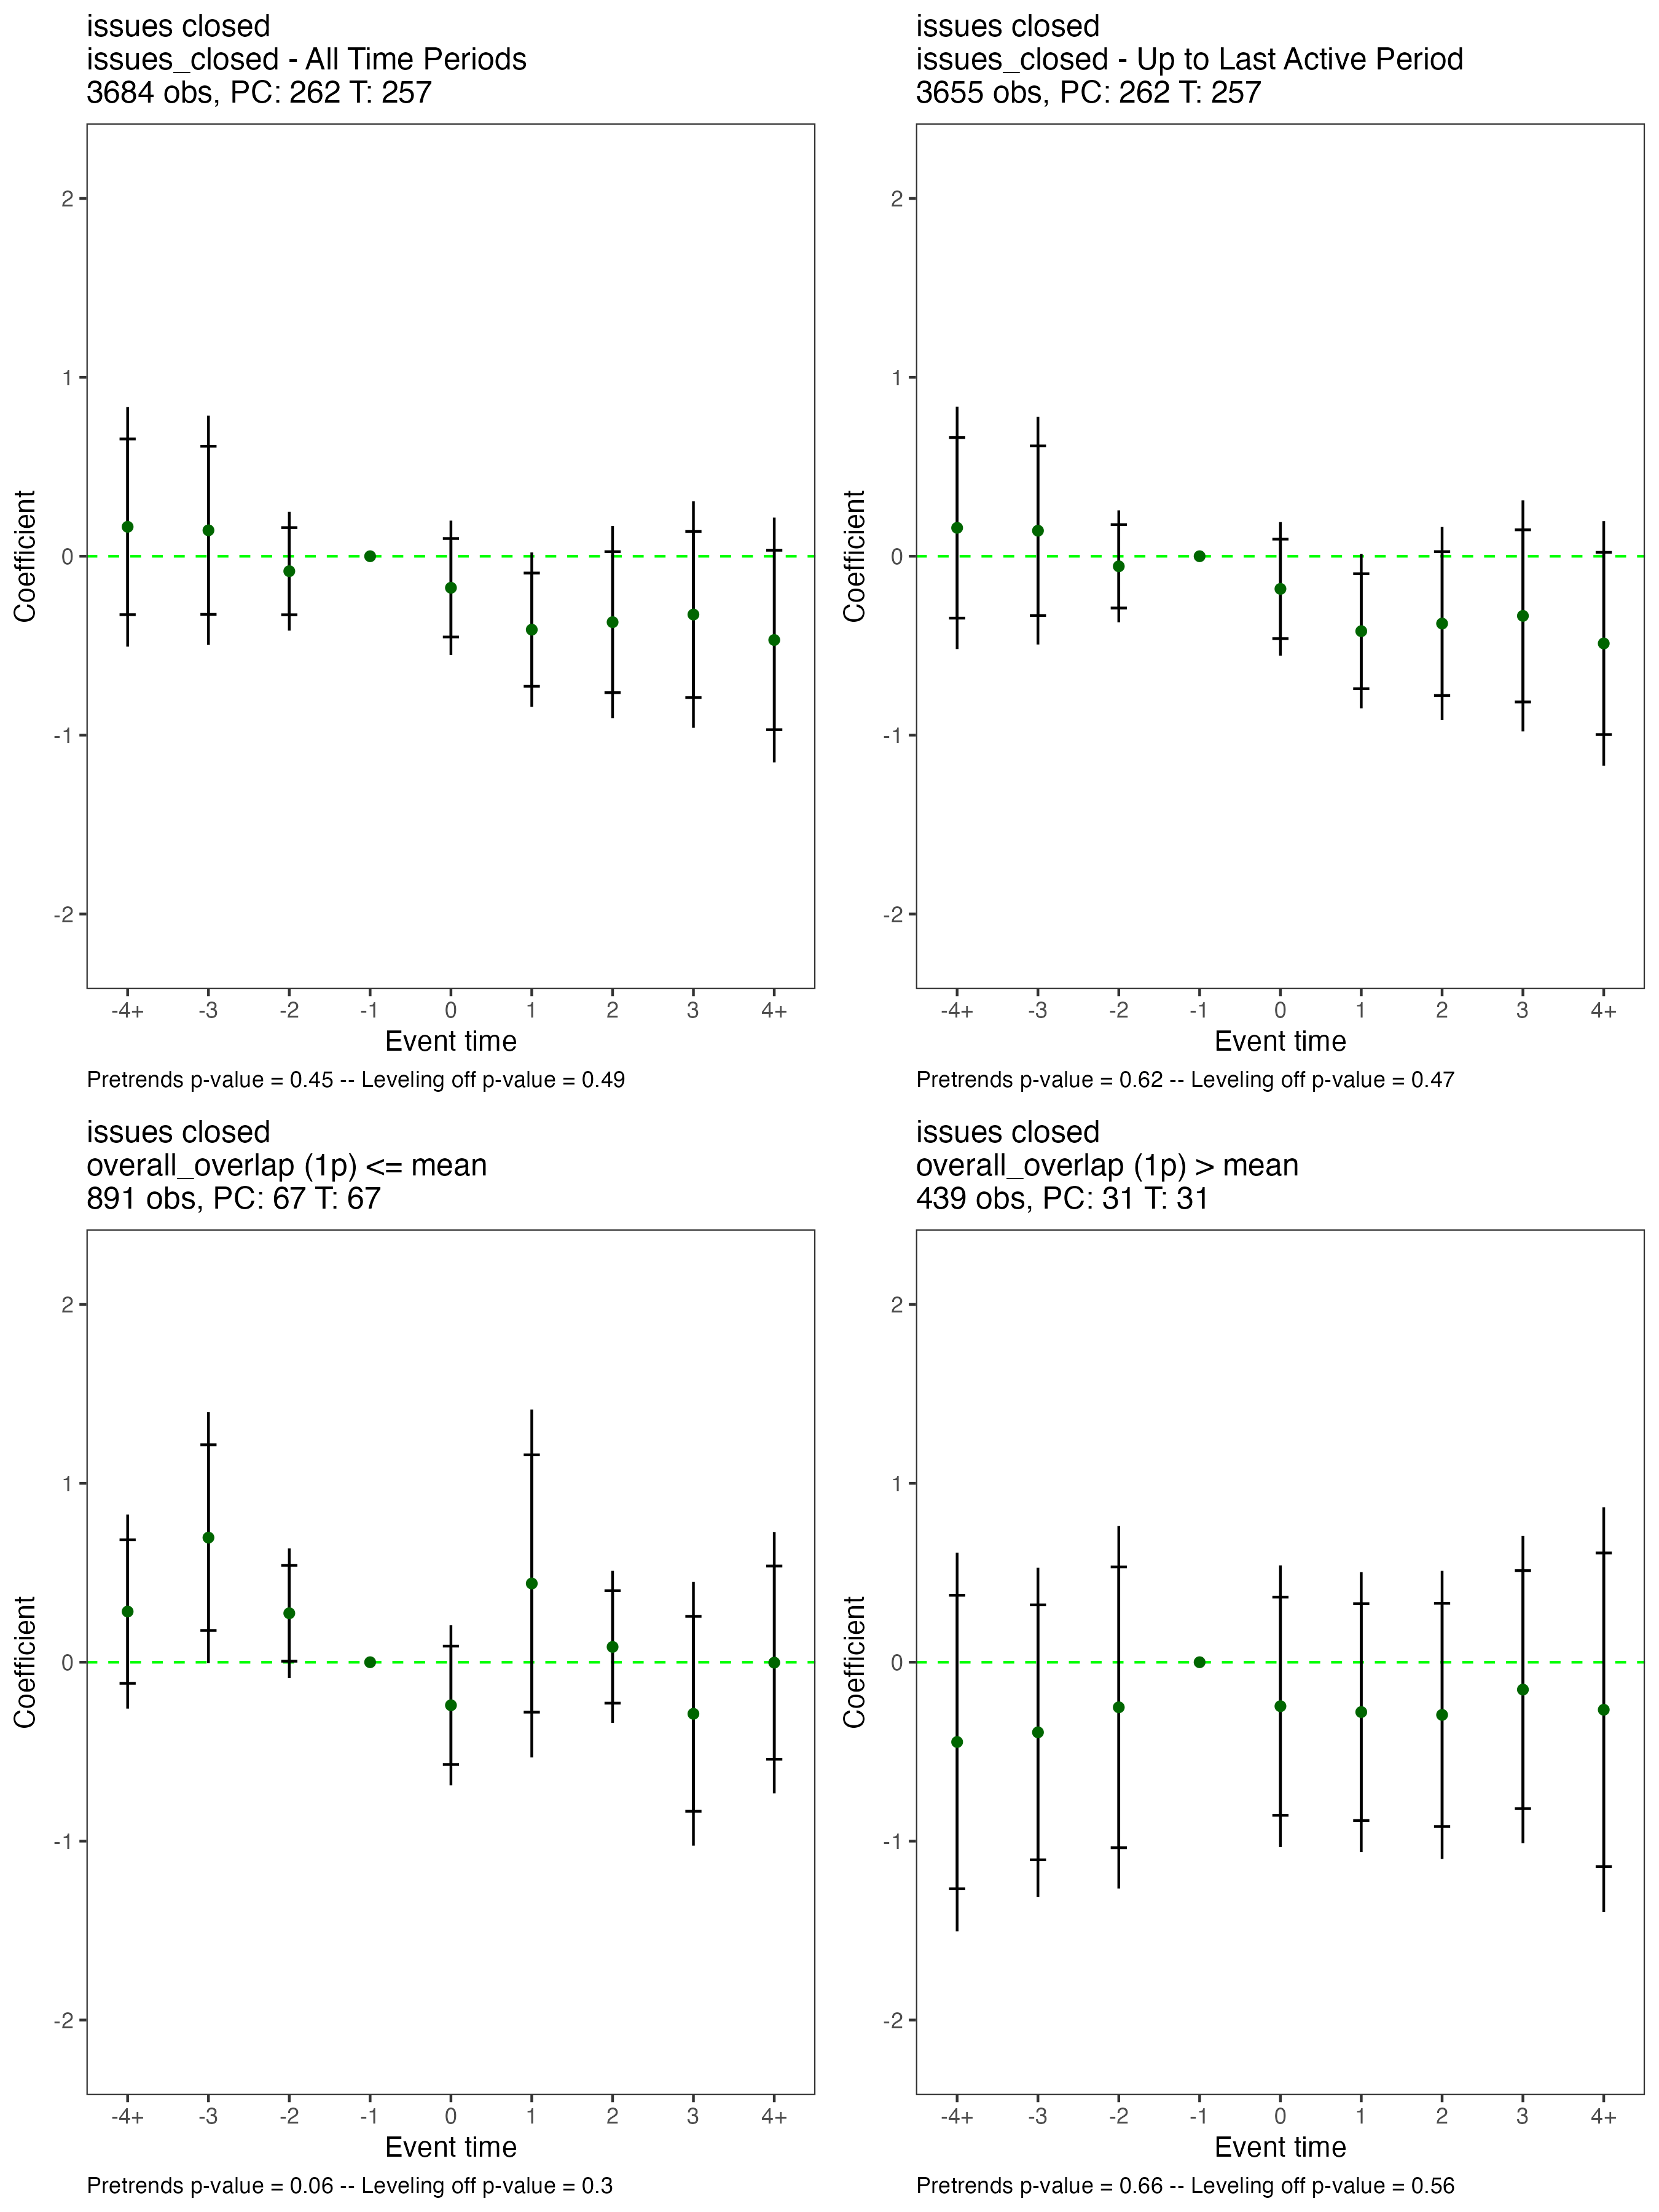 issues closed
issues_closed - All Time Periods
3684 obs, PC: 262 T: 257
2
1
0
-1
-2
Coefficient
-4+ -3 -2 -1 0 1 2 3 4+
Event time
Pretrends p-value = 0.45 -- Leveling off p-value = 0.49
issues closed
issues_closed - Up to Last Active Period
3655 obs, PC: 262 T: 257
2
1
0
-1
-2
Coefficient
-4+ -3 -2 -1 0 1 2 3 4+
Event time
Pretrends p-value = 0.62 -- Leveling off p-value = 0.47
issues closed
overall_overlap (1p) <= mean
891 obs, PC: 67 T: 67
2
1
0
-1
-2
Coefficient
-4+ -3 -2 -1 0 1 2 3 4+
Event time
Pretrends p-value = 0.06 -- Leveling off p-value = 0.3
issues closed
overall_overlap (1p) > mean
439 obs, PC: 31 T: 31
2
1
0
-1
-2
Coefficient
-4+ -3 -2 -1 0 1 2 3 4+
Event time
Pretrends p-value = 0.66 -- Leveling off p-value = 0.56